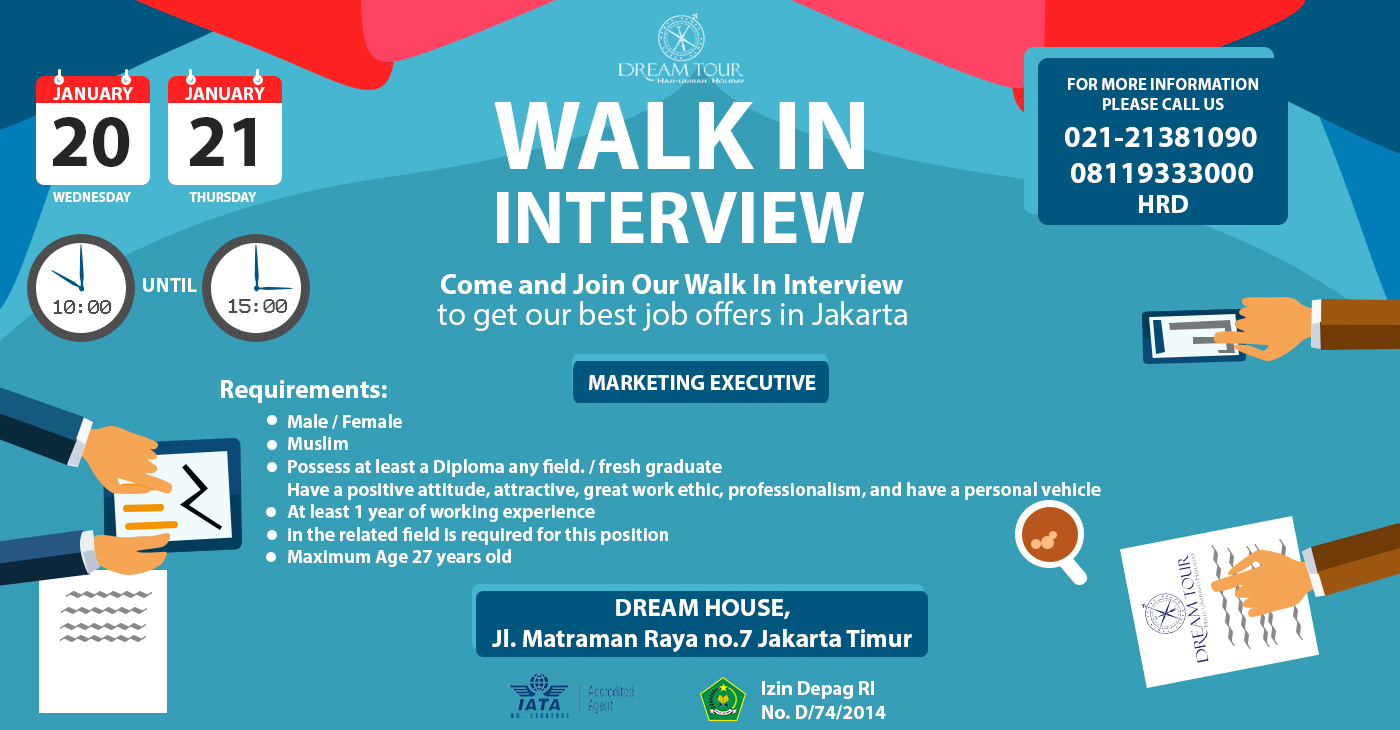 DREAM TOUR
HAJJ-UMRAH HOLIDAY
JANUARY
20
WEDNESDAY
JANUARY
21
THURSDAY
10:00
UNTIL
15:00
WALK IN
INTERVIEW
Come and Join Our Walk In Interview
to get our best job offers in Jakarta
FOR MORE INFORMATION
PLEASE CALL US
021-21381090
08119333000
HRD
MARKETING EXECUTIVE
Requirements:
Male / Female
Muslim
Possess at least a Diploma any field. / fresh graduate
Have a positive attitude, attractive, great work ethic, professionalism, and have a personal vehicle
At least 1 year of working experience
in the related field is required for this position
Maximum Age 27 years old
DREAM HOUSE,
Jl. Matraman Raya no.7 Jakarta Timur
IATA
Accredited
Agent
Izin Depag RI
No. D/74/2014
DREAM TOUR
HAJJ-UMRAH HOLIDAY